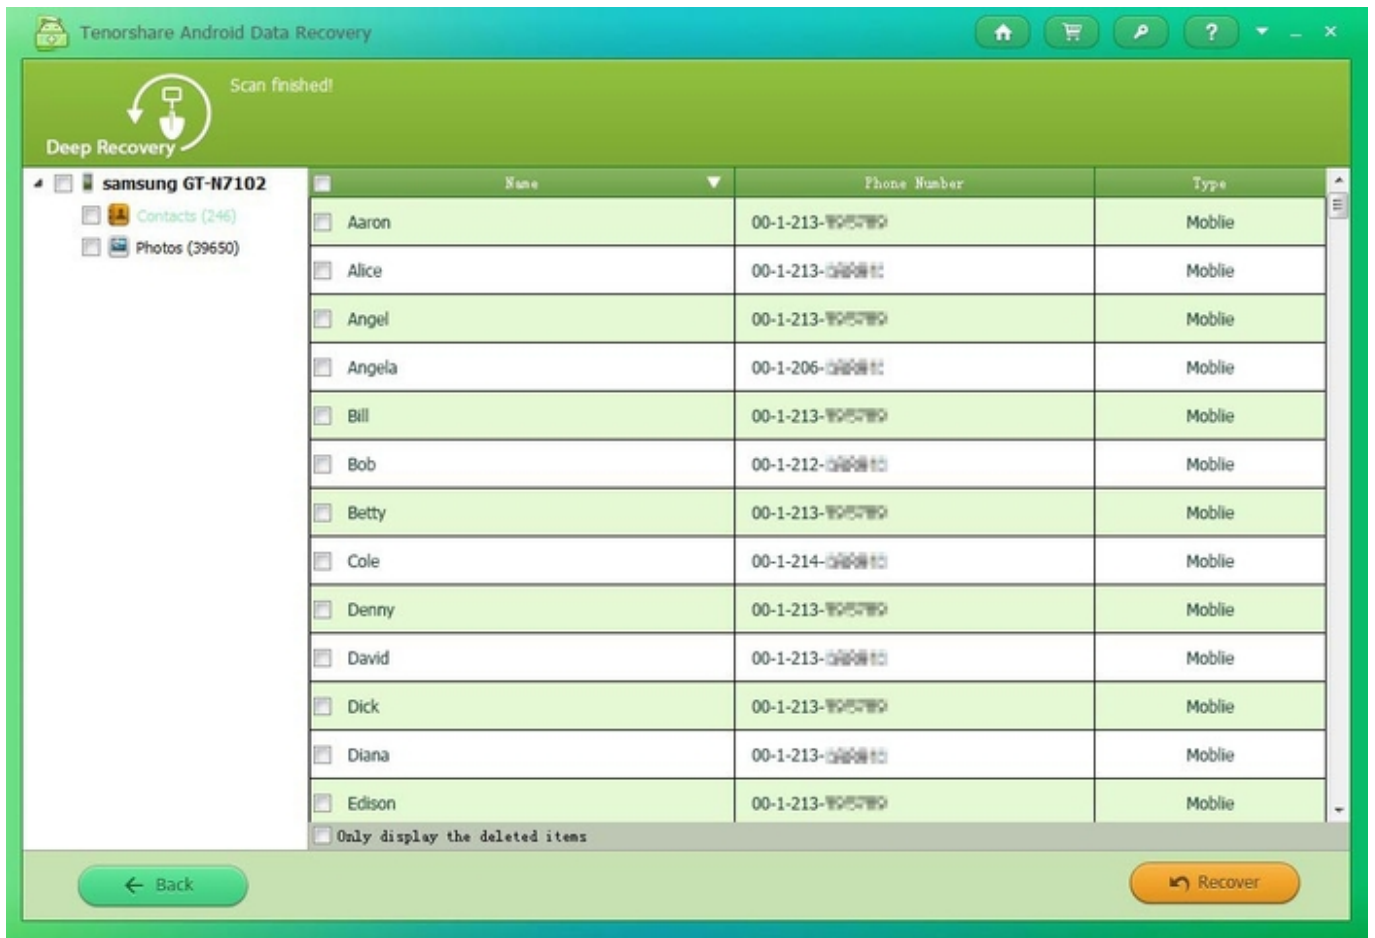 Tenorshare Android Data Recovery
?
Scan finished!
Deep Recovery
samsung GT-N7102
Contacts (246)
Photos (39650)
Name Phone Number Type
Aaron 00-1-213- Moblie
Alice 00-1-213- Moblie
Angel 00-1-213- Moblie
Angela 00-1-206- Moblie
Bill 00-1-213- Moblie
Bob 00-1-212- Moblie
Betty 00-1-213- Moblie
Cole 00-1-214- Moblie
Denny 00-1-213- Moblie
David 00-1-213- Moblie
Dick 00-1-213- Moblie
Diana 00-1-213- Moblie
Edison 00-1-213- Moblie
Only display the deleted items
Back
Recover